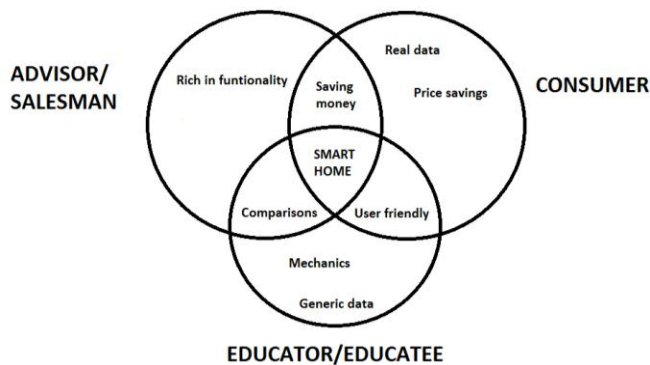 Real data
ADVISOR/
SALESMAN
Rich in funtionality
Saving
money
Price savings
CONSUMER
SMART
HOME
Comparisons
User friendly
Mechanics
Generic data
EDUCATOR/EDUCATEE